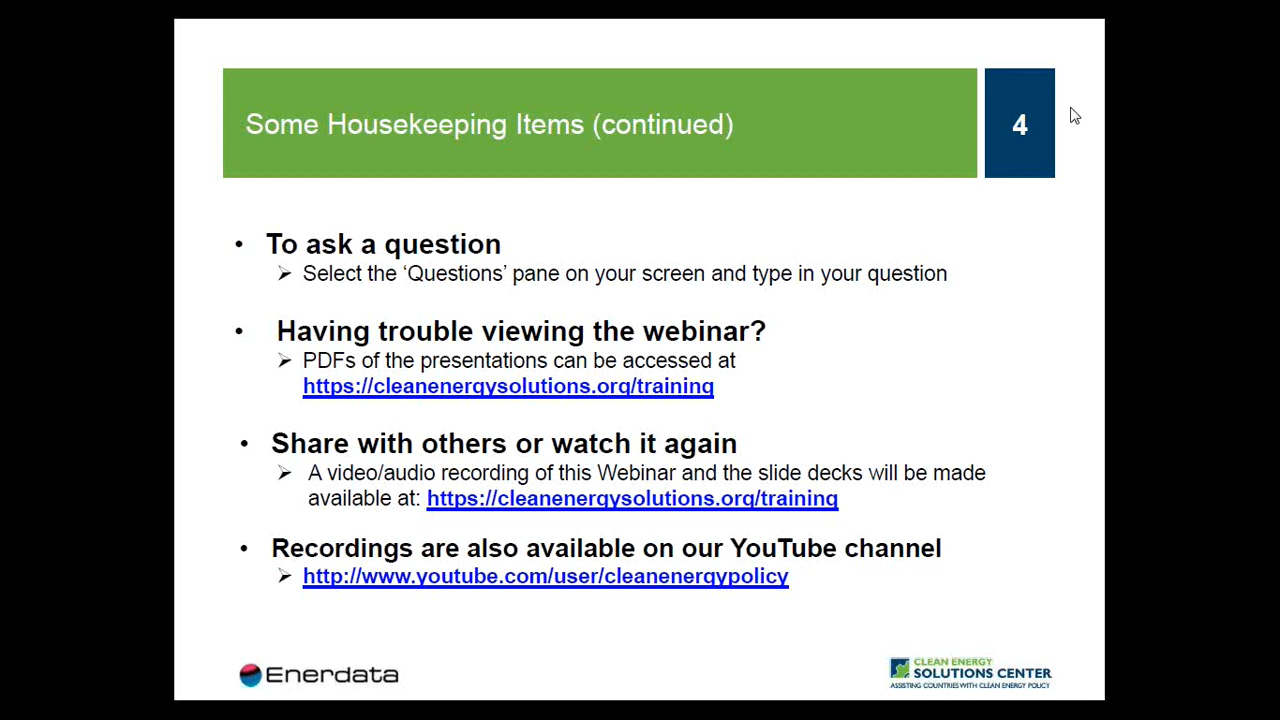 Some Housekeeping Items (continued)
4
• To ask a question
➢ Select the ‘Questions’ pane on your screen and type in your question
• Having trouble viewing the webinar?
➢ PDFs of the presentations can be accessed at
https://cleanenergysolutions.org/training
• Share with others or watch it again
➢ A video/audio recording of this Webinar and the slide decks will be made
available at: https://cleanenergysolutions.org/training
• Recordings are also available on our YouTube channel
➢ http://www.youtube.com/user/cleanenergypolicy
Enerdata
CLEAN ENERGY
SOLUTIONS CENTER
ASSISTING COUNTRIES WITH CLEAN ENERGY POLICY